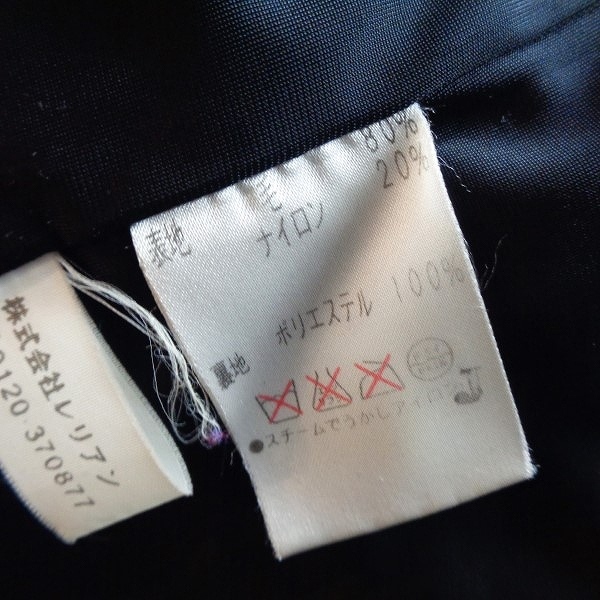 表地 毛 80%
ナイロン 20%
裏地 ポリエステル 100%
●スチームでうかしアイロン
J
株式会社レリアン
0120-370877